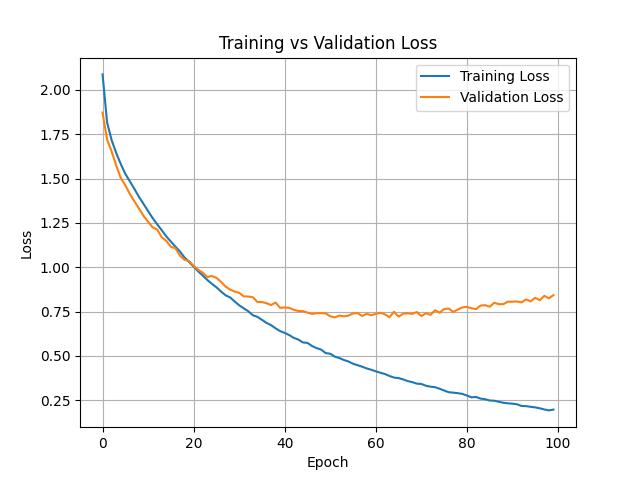 Training vs Validation Loss
Training Loss
Validation Loss
2.00
1.75
1.50
1.25
1.00
0.75
0.50
0.25
Loss
0 20 40 60 80 100
Epoch